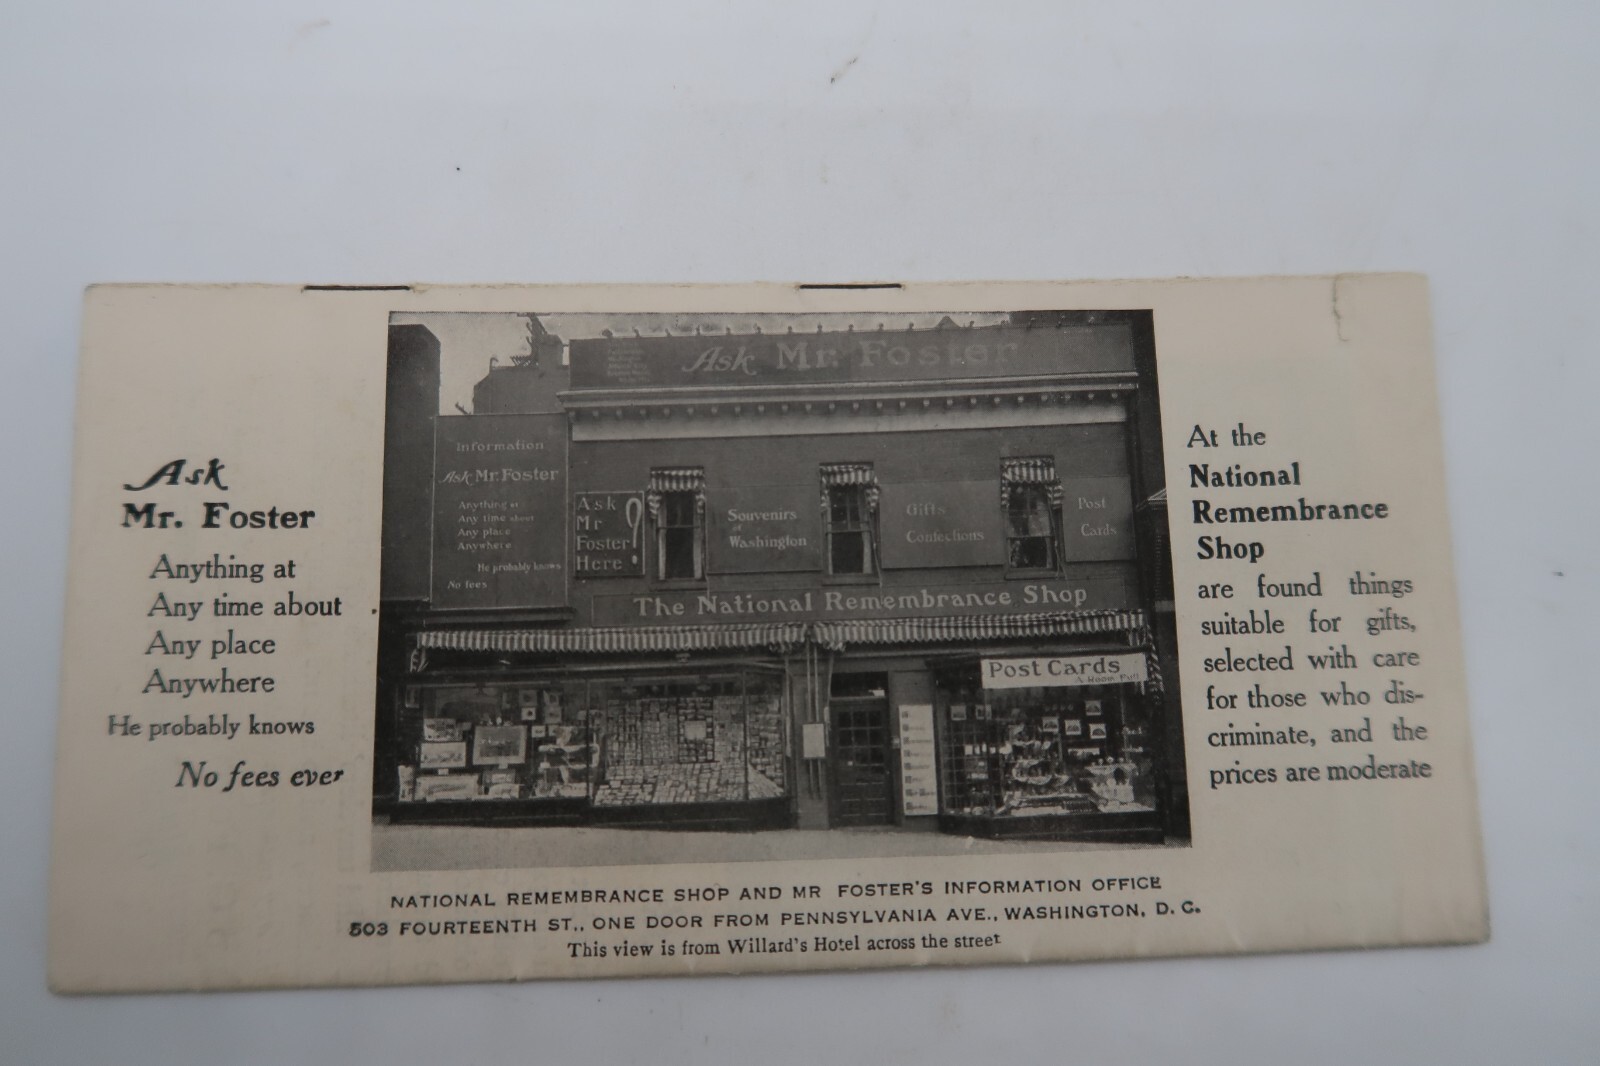 Ask
Mr. Foster
Anything at
Any time about
Any place
Anywhere
He probably knows
No fees ever
Ask Mr. Foster
Information
Ask Mr. Foster
Anything at
Any time about
Any place
Anywhere
He probably knows
No fees
Ask
Mr
Foster
Here !
?
Souvenirs
of
Washington
Gifts
Confections
Post
Cards
The National Remembrance Shop
Post Cards
A Room Full
At the
National
Remembrance
Shop
are found things
suitable for gifts,
selected with care
for those who dis-
criminate, and the
prices are moderate
NATIONAL REMEMBRANCE SHOP AND MR FOSTER'S INFORMATION OFFICE
503 FOURTEENTH ST., ONE DOOR FROM PENNSYLVANIA AVE., WASHINGTON, D. C.
This view is from Willard's Hotel across the street